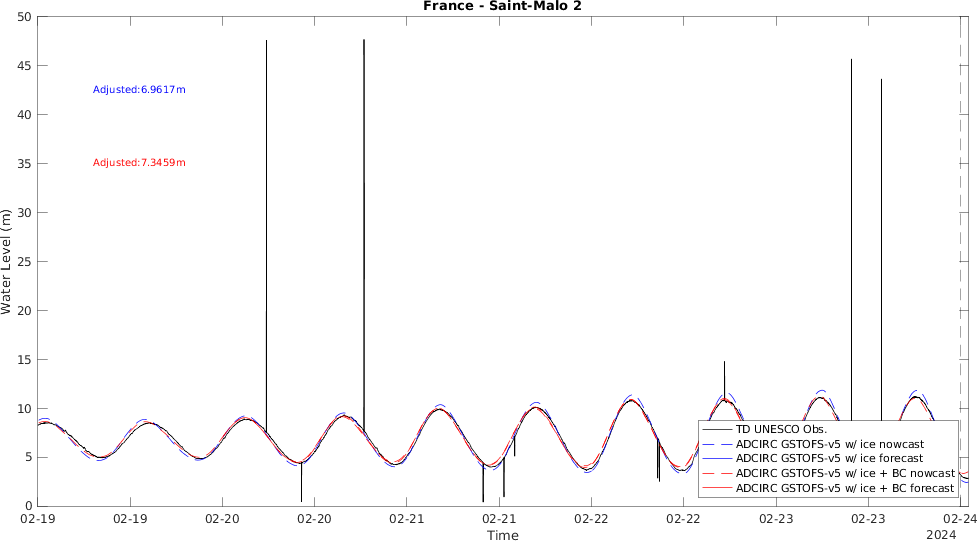 France - Saint-Malo 2
50
45
40
35
30
25
20
15
10
5
0
Water Level (m)
Adjusted:6.9617m
Adjusted:7.3459m
TD UNESCO Obs.
ADCIRC GSTOFS-v5 w/ ice nowcast
ADCIRC GSTOFS-v5 w/ ice forecast
ADCIRC GSTOFS-v5 w/ ice + BC nowcast
ADCIRC GSTOFS-v5 w/ ice + BC forecast
02-19 02-19 02-20 02-20 02-21 02-21 02-22 02-22 02-23 02-23 02-24
Time
2024